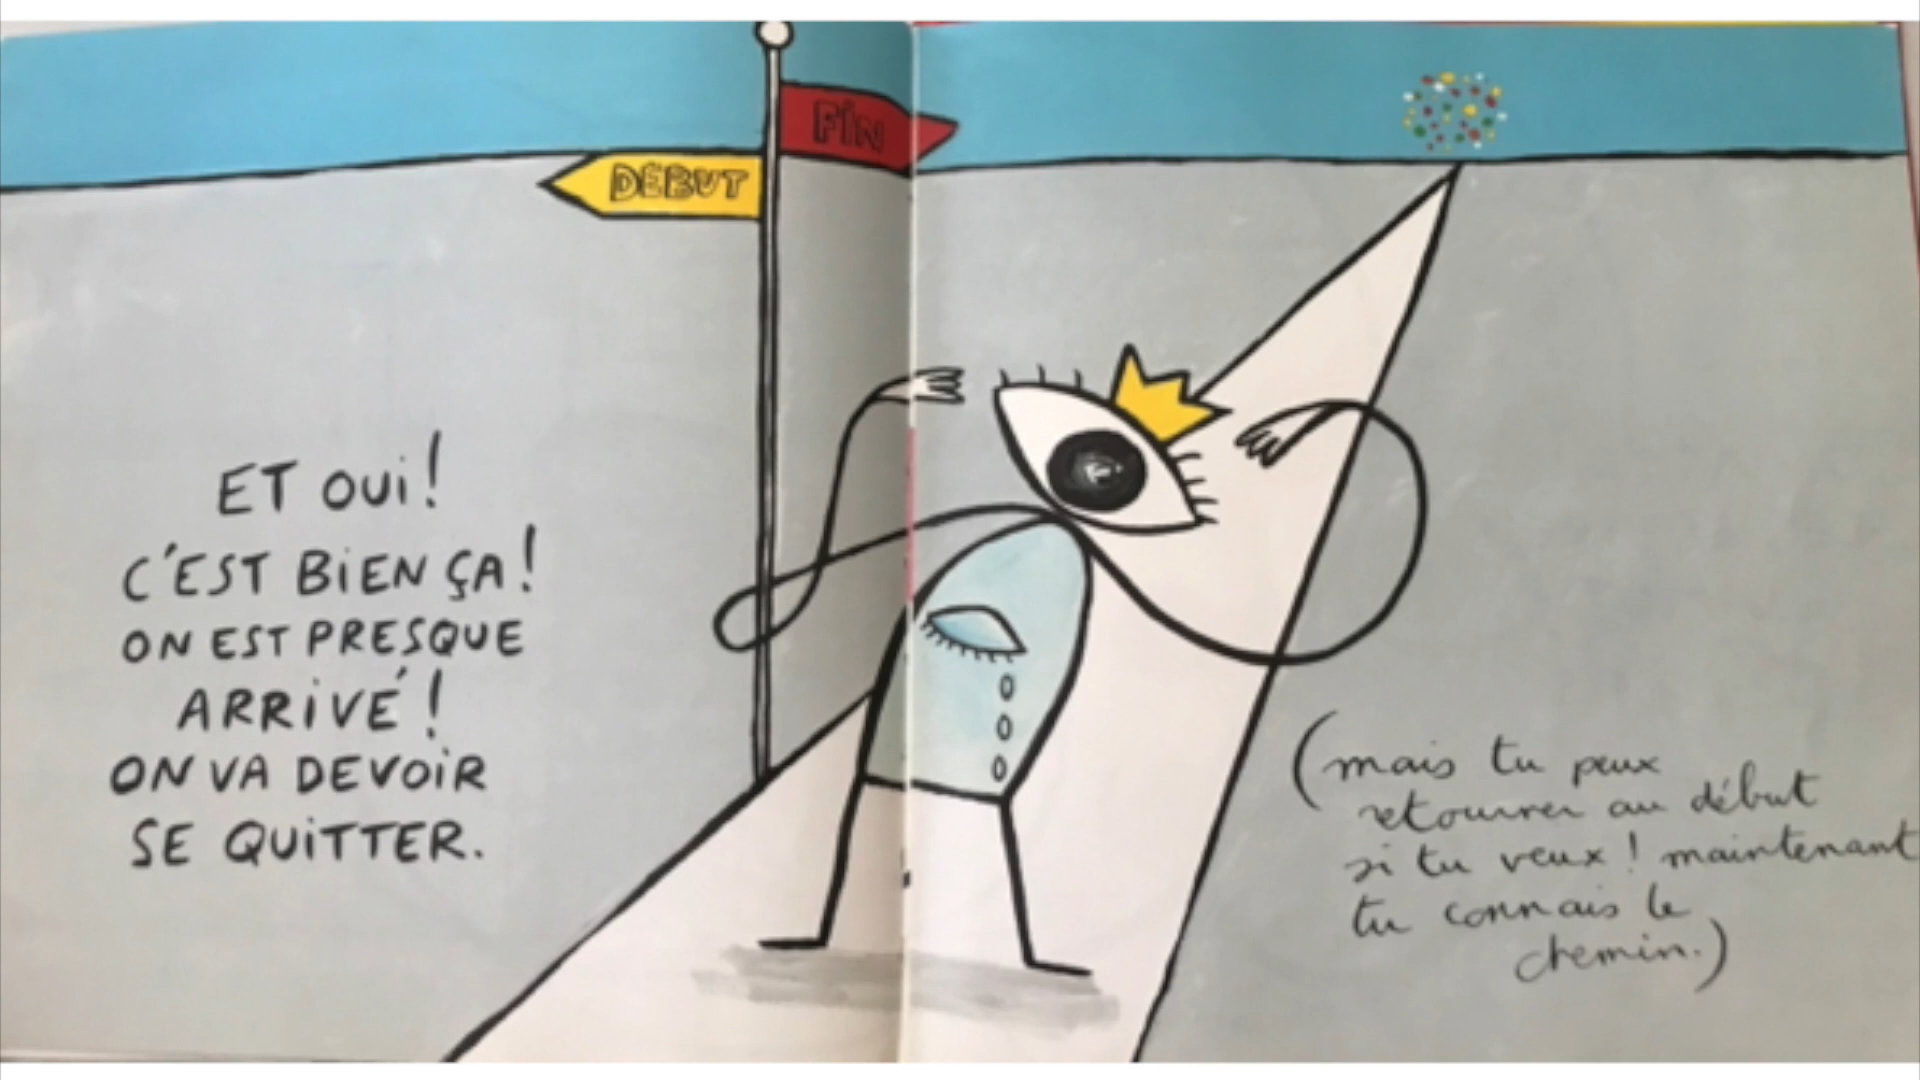 FIN
DÉBUT
ET OUI!
C'EST BIEN ÇA!
ON EST PRESQUE
ARRIVÉ!
ON VA DEVOIR
SE QUITTER.
(mais tu peux
retourner au début
si tu veux! maintenant
tu connais le
chemin.)